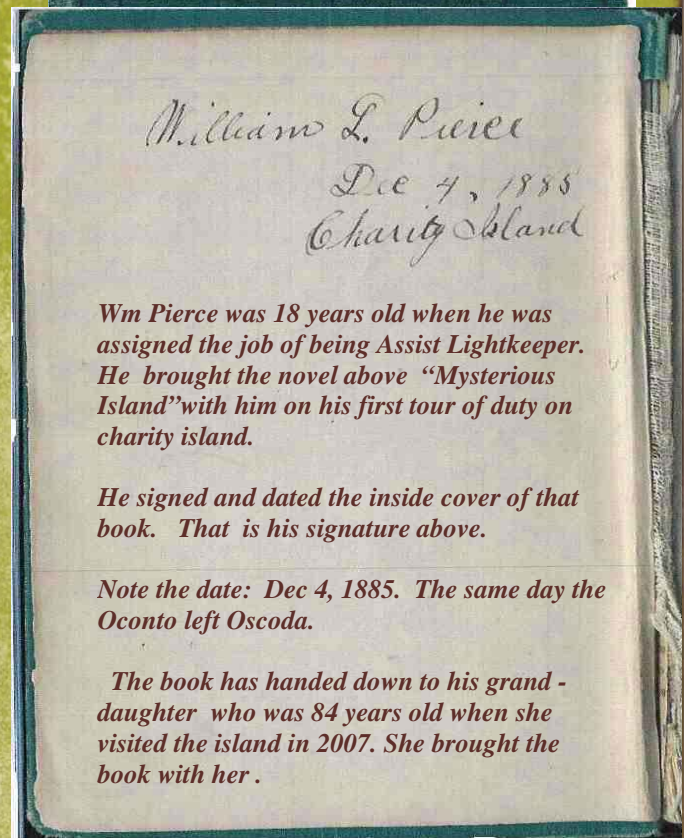 William L. Pierce
Dec 4, 1885
Charity Island
Wm Pierce was 18 years old when he was
assigned the job of being Assist Lightkeeper.
He brought the novel above “Mysterious
Island”with him on his first tour of duty on
charity island.
He signed and dated the inside cover of that
book. That is his signature above.
Note the date: Dec 4, 1885. The same day the
Oconto left Oscoda.
The book has handed down to his grand -
daughter who was 84 years old when she
visited the island in 2007. She brought the
book with her .